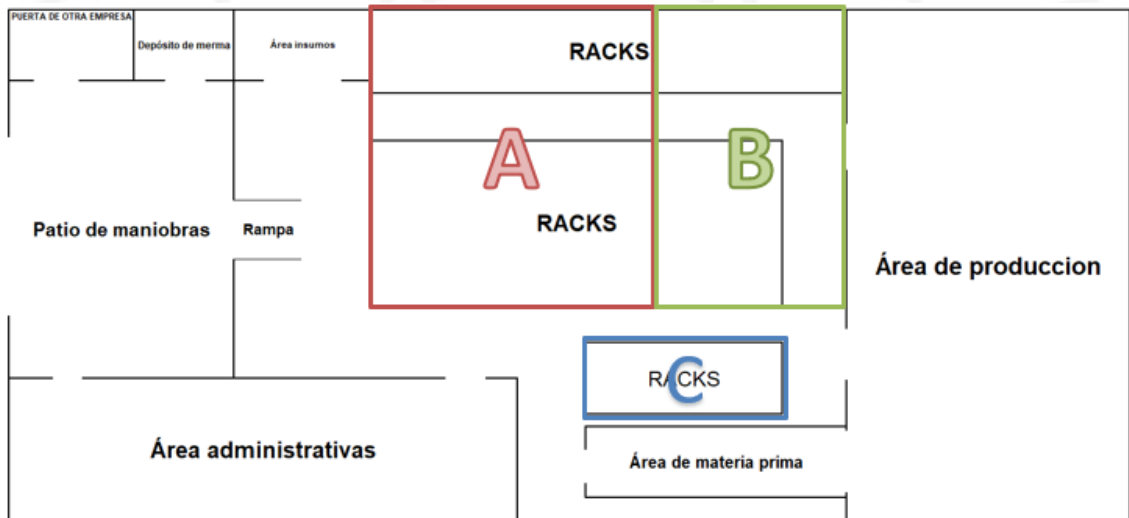 PUERTA DE OTRA EMPRESA
Depósito de merma
Área insumos
RACKS
A
B
RACKS
Patio de maniobras
Rampa
Área de produccion
RACKS
C
Área administrativas
Área de materia prima